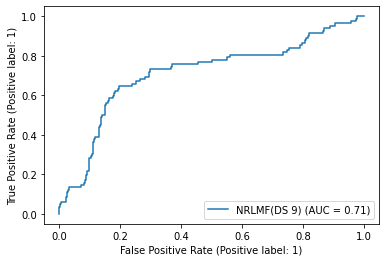 True Positive Rate (Positive label: 1)
1.0
0.8
0.6
0.4
0.2
0.0
NRLMF(DS 9) (AUC = 0.71)
0.0 0.2 0.4 0.6 0.8 1.0
False Positive Rate (Positive label: 1)